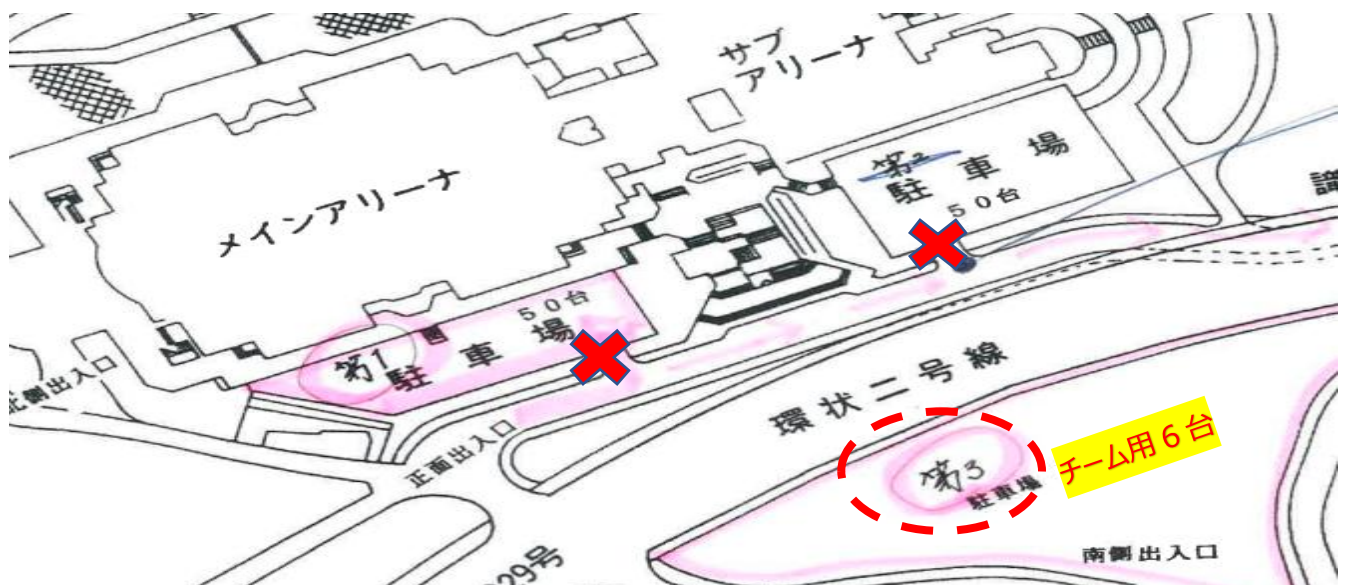 サブ
アリーナ
メインアリーナ
第2
駐車場
50台
50台
第1
駐車場
北側出入口
正面出入口
環状二号線
第3
駐車場
チーム用6台
南側出入口
29号